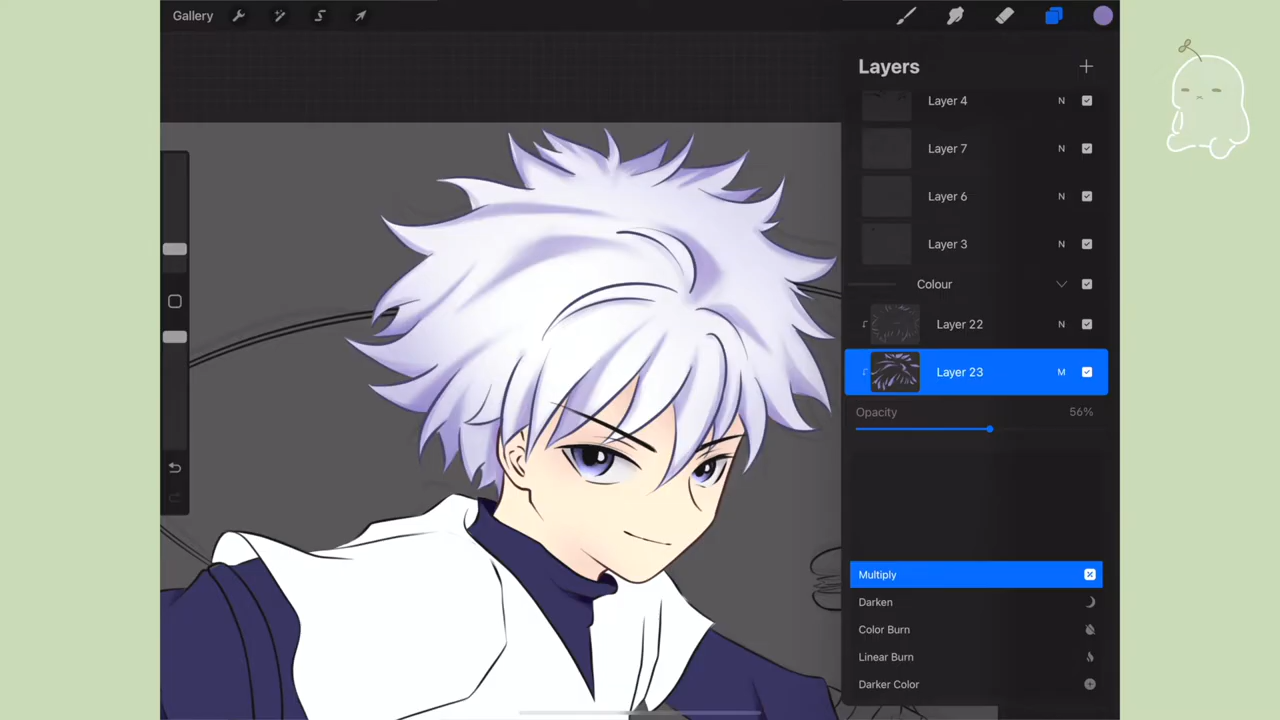 Gallery
Layers
Layer 4 N
Layer 7 N
Layer 6 N
Layer 3 N
Colour
Layer 22 N
Layer 23 M
Opacity 56%
Multiply
Darken
Color Burn
Linear Burn
Darker Color